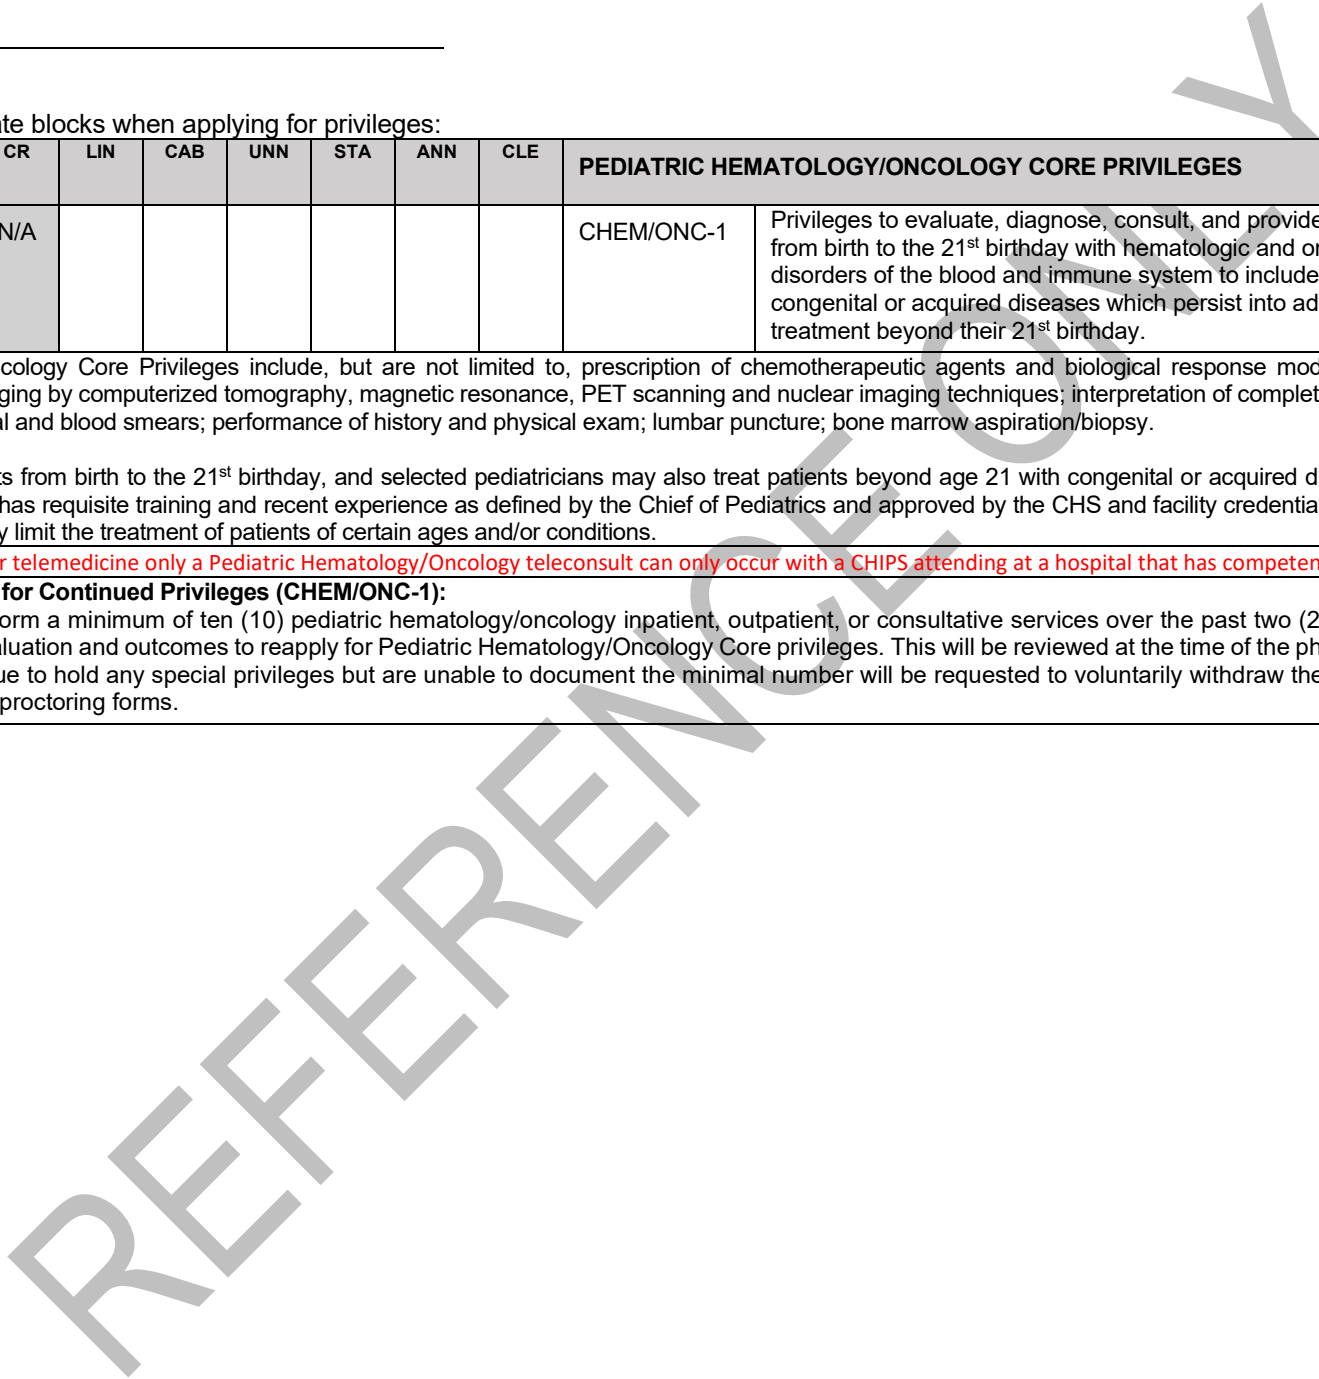 ate blocks when applying for privileges:
CR LIN CAB UNN STA ANN CLE PEDIATRIC HEMATOLOGY/ONCOLOGY CORE PRIVILEGES
N/A CHEM/ONC-1
Privileges to evaluate, diagnose, consult, and provide
from birth to the 21st birthday with hematologic and
disorders of the blood and immune system to include
congenital or acquired diseases which persist into ad
treatment beyond their 21st birthday.
cology Core Privileges include, but are not limited to, prescription of chemotherapeutic agents and biological response mod
ging by computerized tomography, magnetic resonance, PET scanning and nuclear imaging techniques; interpretation of complet
al and blood smears; performance of history and physical exam; lumbar puncture; bone marrow aspiration/biopsy.
ts from birth to the 21st birthday, and selected pediatricians may also treat patients beyond age 21 with congenital or acquired d
has requisite training and recent experience as defined by the Chief of Pediatrics and approved by the CHS and facility credentia
y limit the treatment of patients of certain ages and/or conditions.
r telemedicine only a Pediatric Hematology/Oncology teleconsult can only occur with a CHIPS attending at a hospital that has competen
for Continued Privileges (CHEM/ONC-1):
orm a minimum of ten (10) pediatric hematology/oncology inpatient, outpatient, or consultative services over the past two (2
aluation and outcomes to reapply for Pediatric Hematology/Oncology Core privileges. This will be reviewed at the time of the ph
ue to hold any special privileges but are unable to document the minimal number will be requested to voluntarily withdraw the
proctoring forms.
REFERENCE ONLY